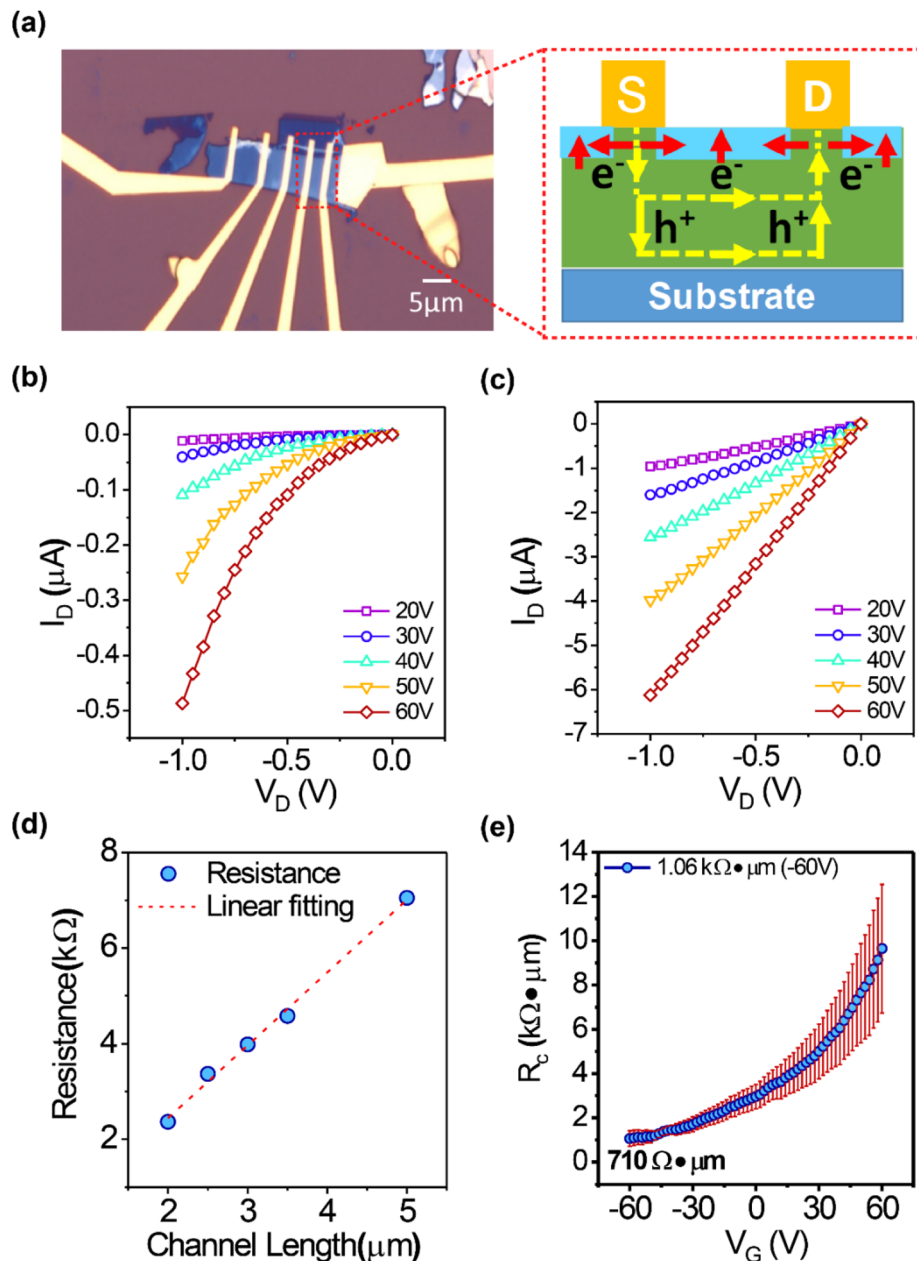 (a)
5μm
S
D
e-
e-
e-
h+
h+
Substrate
(b)
0.0
-0.1
-0.2
-0.3
-0.4
-0.5
I_D (μA)
20V
30V
40V
50V
60V
-1.0
-0.5
0.0
V_D (V)
(c)
0
-1
-2
-3
-4
-5
-6
-7
I_D (μA)
20V
30V
40V
50V
60V
-1.0
-0.5
0.0
V_D (V)
(d)
8
6
4
2
Resistance(kΩ)
Resistance
Linear fitting
2
3
4
5
Channel Length(μm)
(e)
14
12
10
8
6
4
2
0
R_c (kΩ•μm)
1.06 kΩ•μm (-60V)
710 Ω•μm
-60
-30
0
30
60
V_G (V)